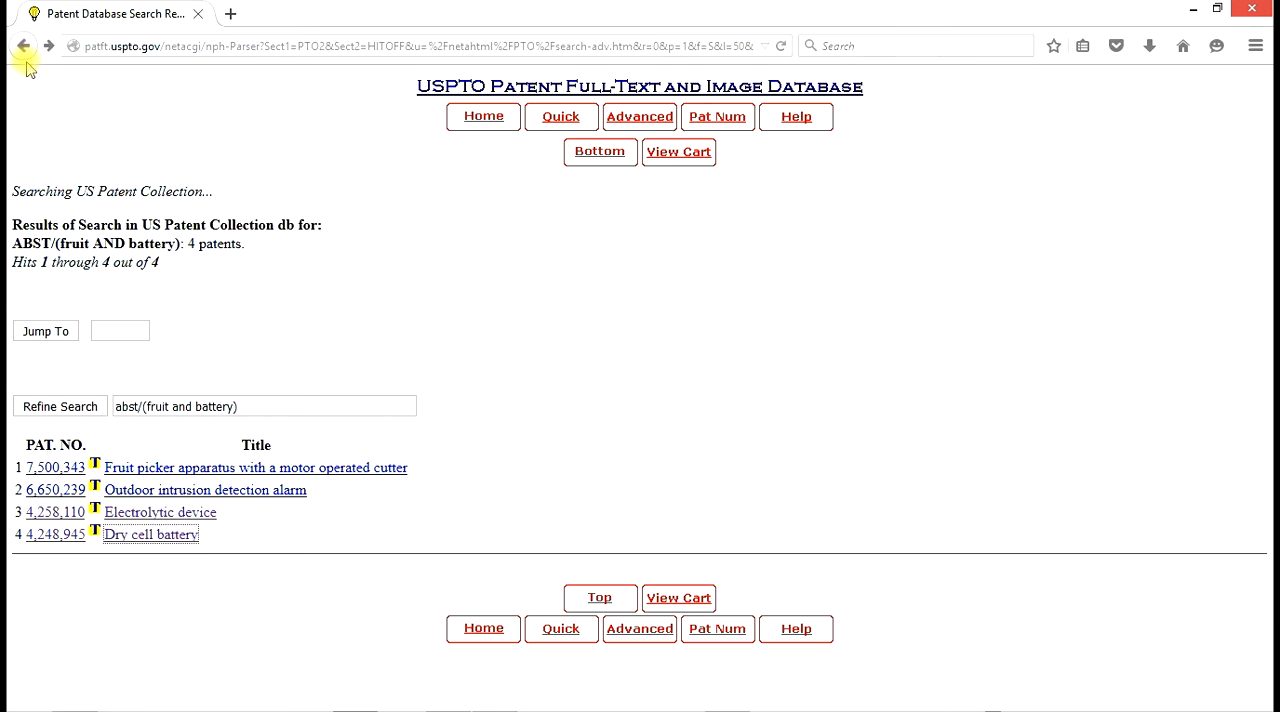 Patent Database Search Re...
patft.uspto.gov/netacgi/nph-Parser?Sect1=PTO2&Sect2=HITOFF&u=%2Fnetahtml%2FPTO%2Fsearch-adv.htm&r=0&p=1&f=S&l=50&
Search
USPTO Patent Full-Text and Image Database
Home Quick Advanced Pat Num Help
Bottom View Cart
Searching US Patent Collection...
Results of Search in US Patent Collection db for:
ABST/(fruit AND battery): 4 patents.
Hits 1 through 4 out of 4
Jump To
Refine Search abst/(fruit and battery)
PAT. NO. Title
1 7,500,343 T Fruit picker apparatus with a motor operated cutter
2 6,650,239 T Outdoor intrusion detection alarm
3 4,258,110 T Electrolytic device
4 4,248,945 T Dry cell battery
Top View Cart
Home Quick Advanced Pat Num Help